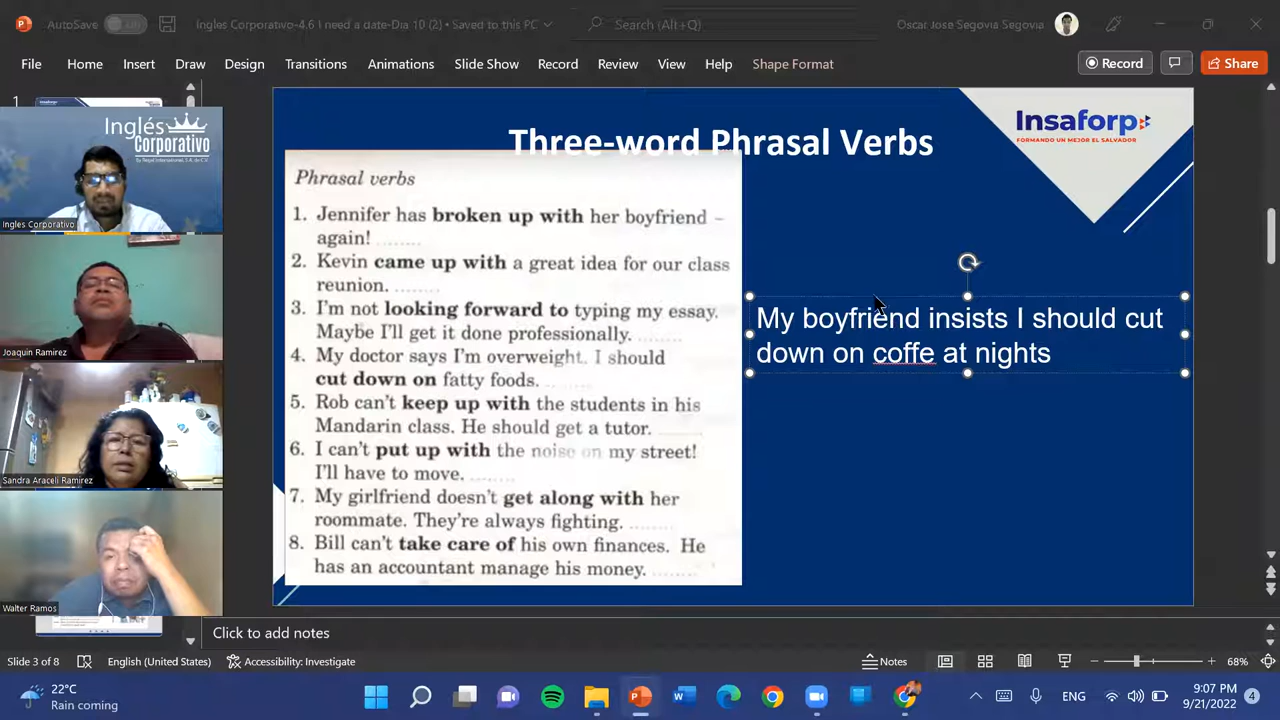 AutoSave
Ingles Corporativo-4.6 I need a date-Dia 10 (2) • Saved to this PC
Search (Alt+Q)
Oscar Jose Segovia Segovia
File Home Insert Draw Design Transitions Animations Slide Show Record Review View Help Shape Format
Record
Share
1
Inglés
Corporativo
by Regal International, S.A. de C.V.
Ingles Corporativo
Joaquin Ramirez
Sandra Araceli Ramirez
Walter Ramos
Insaforp
FORMANDO UN MEJOR EL SALVADOR
Three-word Phrasal Verbs
Phrasal verbs
1. Jennifer has broken up with her boyfriend –
again! ........
2. Kevin came up with a great idea for our class
reunion. ........
3. I'm not looking forward to typing my essay.
Maybe I'll get it done professionally. ........
4. My doctor says I'm overweight. I should
cut down on fatty foods. ........
5. Rob can't keep up with the students in his
Mandarin class. He should get a tutor. ........
6. I can't put up with the noise on my street!
I'll have to move. ........
7. My girlfriend doesn't get along with her
roommate. They're always fighting. ........
8. Bill can't take care of his own finances. He
has an accountant manage his money. ........
My boyfriend insists I should cut
down on coffe at nights
Click to add notes
Slide 3 of 8
English (United States)
Accessibility: Investigate
Notes
68%
22°C
Rain coming
ENG
9:07 PM
9/21/2022
4